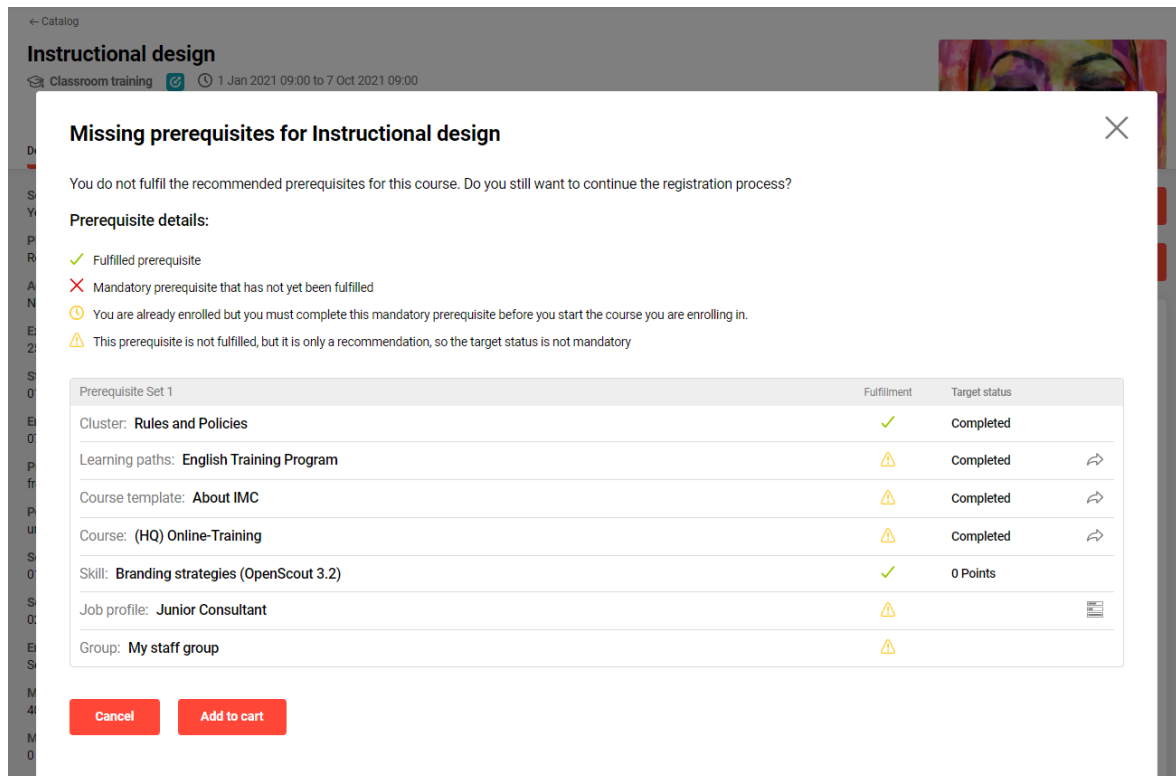 ← Catalog
Instructional design
Classroom training 1 Jan 2021 09:00 to 7 Oct 2021 09:00
Missing prerequisites for Instructional design
You do not fulfil the recommended prerequisites for this course. Do you still want to continue the registration process?
Prerequisite details:
Fulfilled prerequisite
Mandatory prerequisite that has not yet been fulfilled
You are already enrolled but you must complete this mandatory prerequisite before you start the course you are enrolling in.
This prerequisite is not fulfilled, but it is only a recommendation, so the target status is not mandatory
Prerequisite Set 1 Fulfillment Target status
Cluster: Rules and Policies Completed
Learning paths: English Training Program Completed
Course template: About IMC Completed
Course: (HQ) Online-Training Completed
Skill: Branding strategies (OpenScout 3.2) 0 Points
Job profile: Junior Consultant
Group: My staff group
Cancel Add to cart